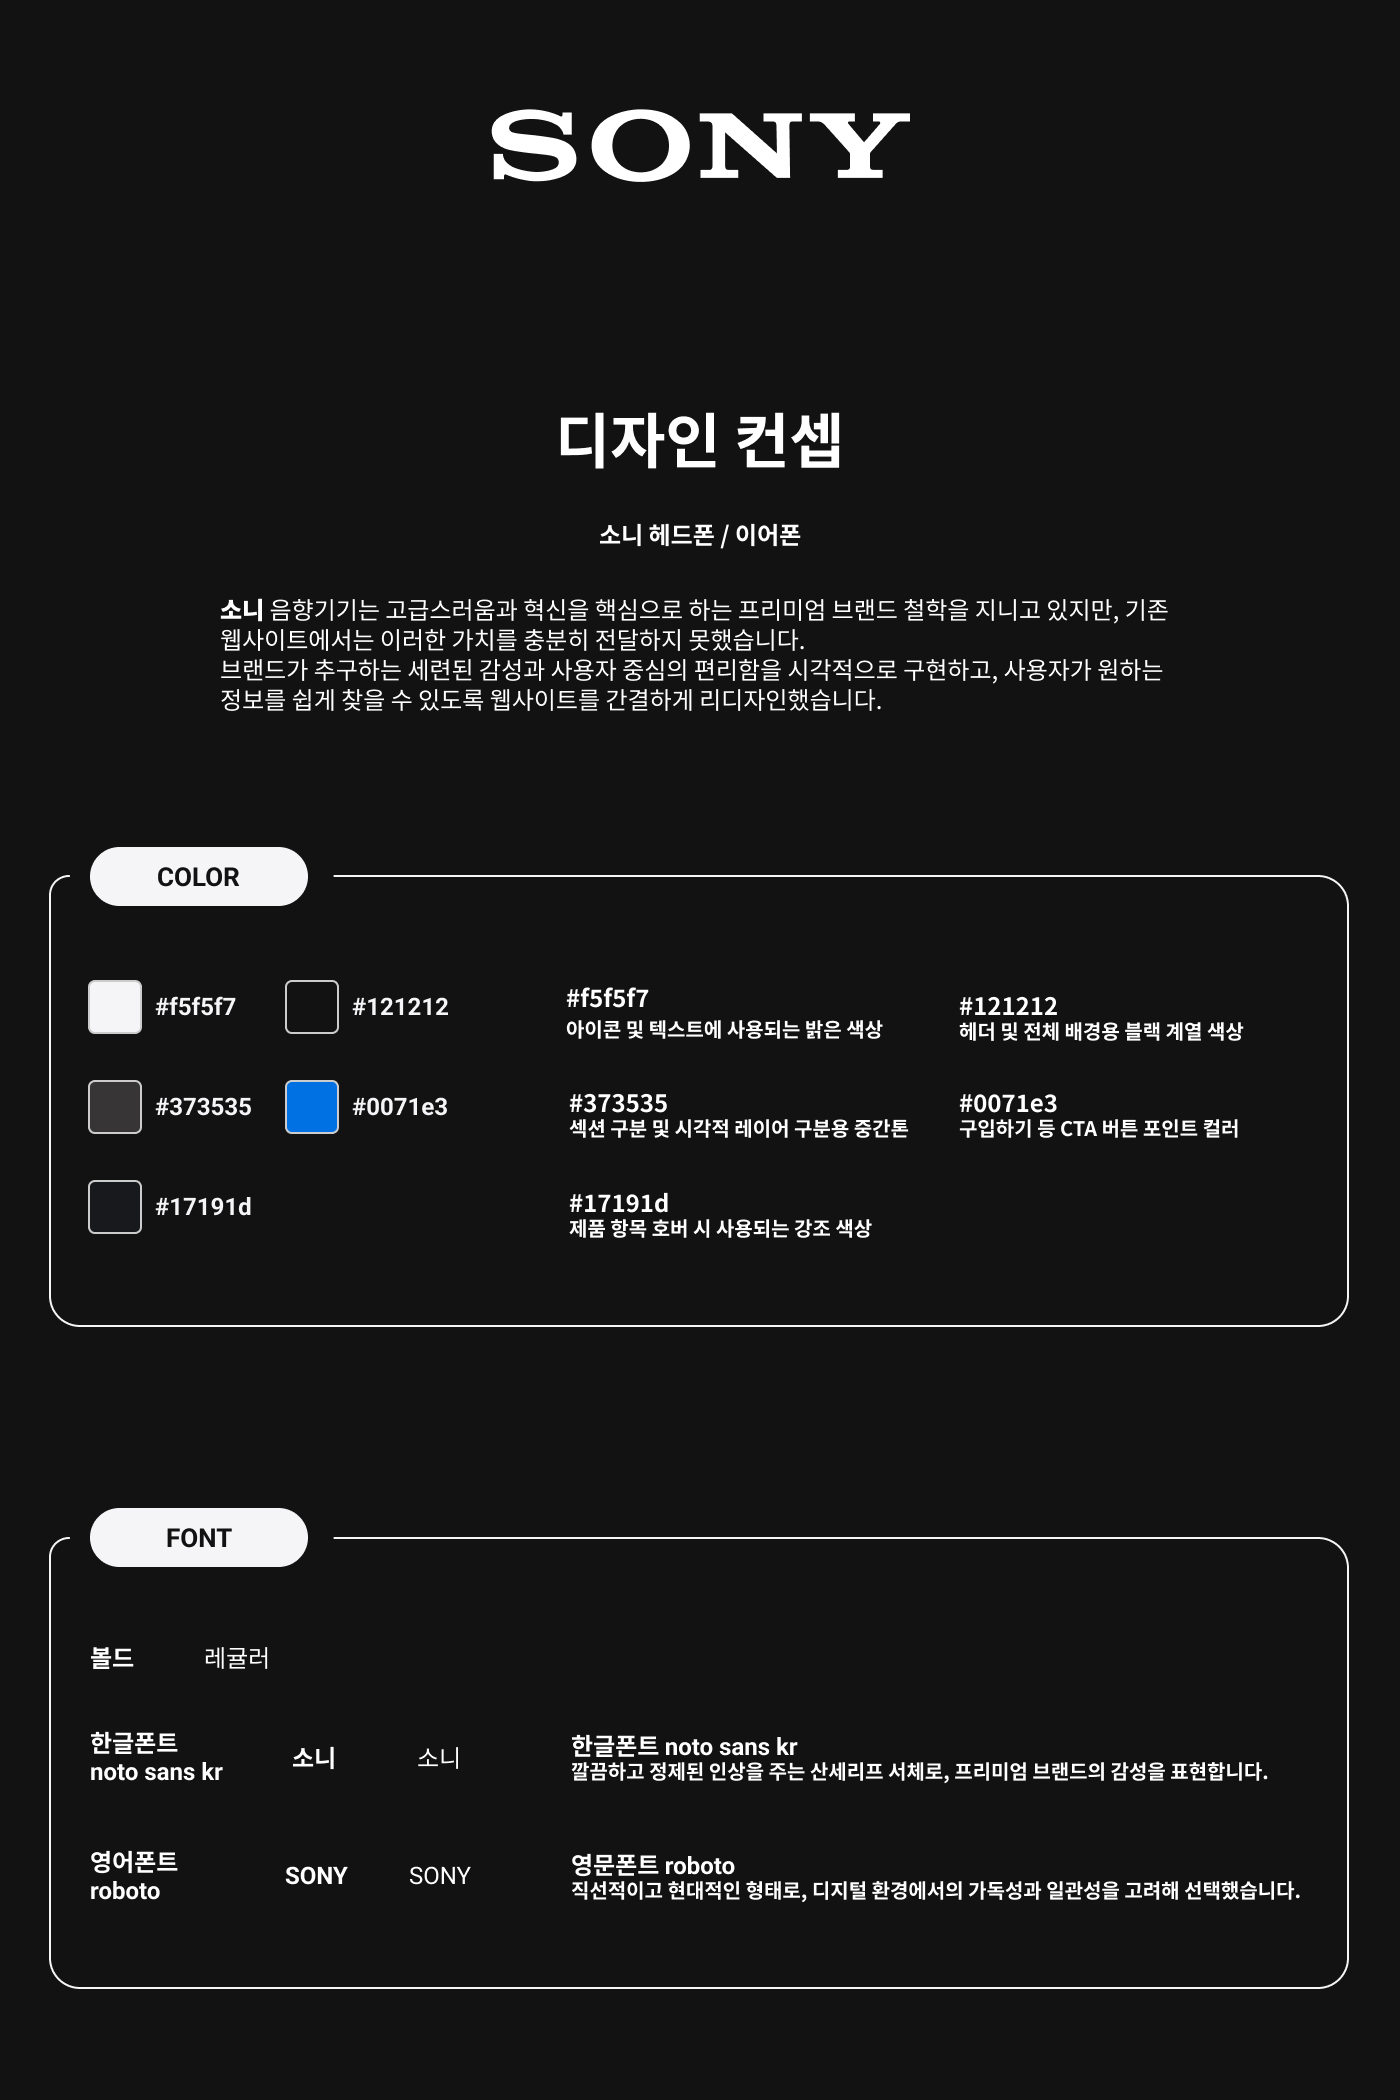 SONY
디자인 컨셉
소니 헤드폰 / 이어폰
소니 음향기기는 고급스러움과 혁신을 핵심으로 하는 프리미엄 브랜드 철학을 지니고 있지만, 기존
웹사이트에서는 이러한 가치를 충분히 전달하지 못했습니다.
브랜드가 추구하는 세련된 감성과 사용자 중심의 편리함을 시각적으로 구현하고, 사용자가 원하는
정보를 쉽게 찾을 수 있도록 웹사이트를 간결하게 리디자인했습니다.
COLOR
#f5f5f7
#121212
#373535
#0071e3
#17191d
#f5f5f7
아이콘 및 텍스트에 사용되는 밝은 색상
#121212
헤더 및 전체 배경용 블랙 계열 색상
#373535
섹션 구분 및 시각적 레이어 구분용 중간톤
#0071e3
구입하기 등 CTA 버튼 포인트 컬러
#17191d
제품 항목 호버 시 사용되는 강조 색상
FONT
볼드 레귤러
한글폰트
noto sans kr
소니 소니
한글폰트 noto sans kr
깔끔하고 정제된 인상을 주는 산세리프 서체로, 프리미엄 브랜드의 감성을 표현합니다.
영어폰트
roboto
SONY SONY
영문폰트 roboto
직선적이고 현대적인 형태로, 디지털 환경에서의 가독성과 일관성을 고려해 선택했습니다.